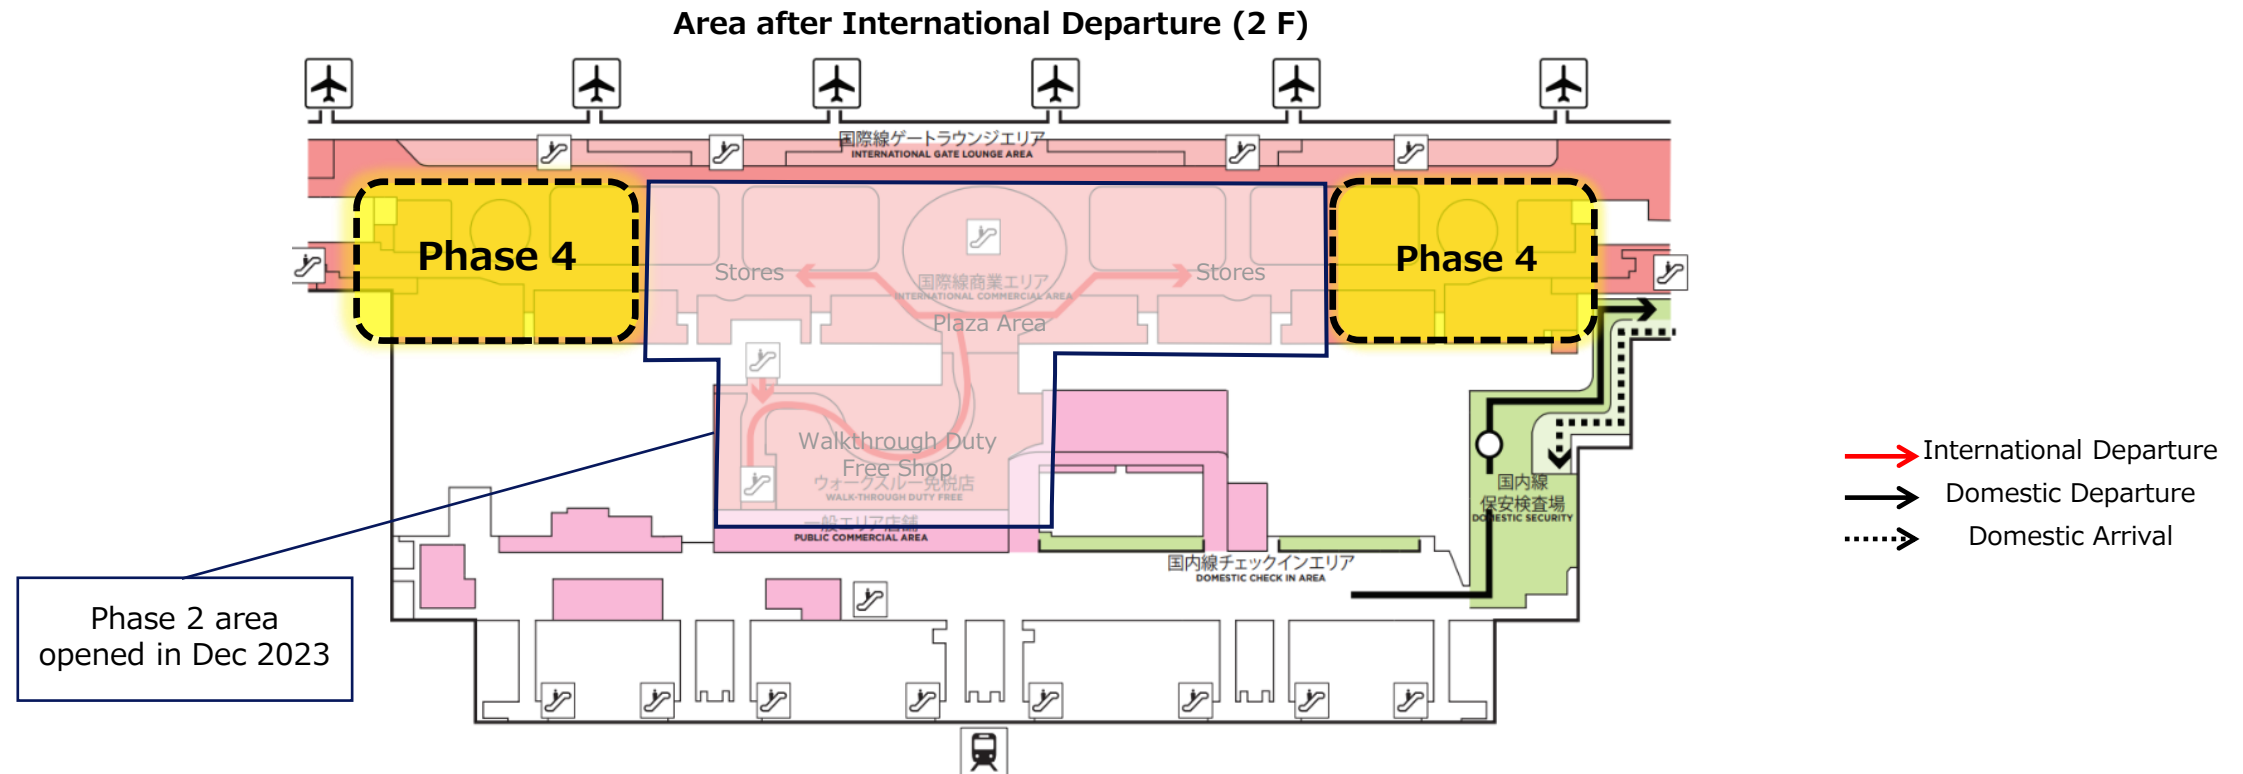 Area after International Departure (2 F)
国際線ゲートラウンジエリア
INTERNATIONAL GATE LOUNGE AREA
Phase 4
Phase 4
Stores
Stores
国際線商業エリア
INTERNATIONAL COMMERCIAL AREA
Plaza Area
Walkthrough Duty
Free Shop
ウォークスルー免税店
WALK-THROUGH DUTY FREE
一般エリア店舗
PUBLIC COMMERCIAL AREA
国内線
保安検査場
DOMESTIC SECURITY
国内線チェックインエリア
DOMESTIC CHECK IN AREA
International Departure
Domestic Departure
Domestic Arrival
Phase 2 area
opened in Dec 2023